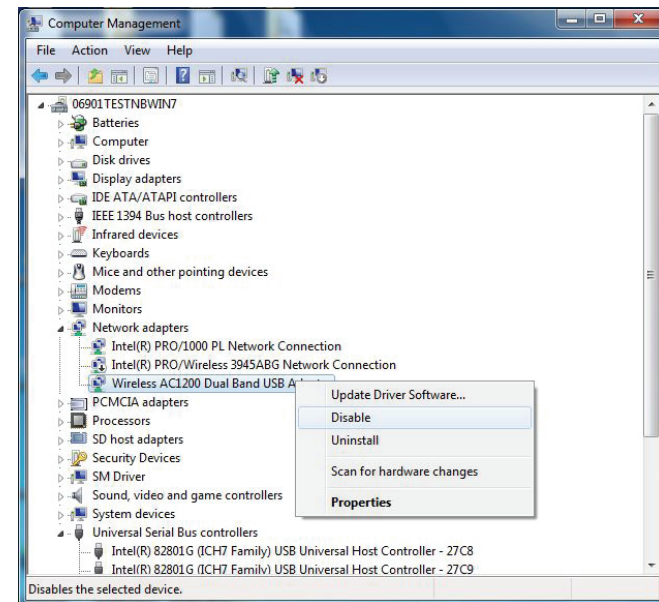 Computer Management
File Action View Help
06901TESTNBWIN7
Batteries
Computer
Disk drives
Display adapters
IDE ATA/ATAPI controllers
IEEE 1394 Bus host controllers
Infrared devices
Keyboards
Mice and other pointing devices
Modems
Monitors
Network adapters
Intel(R) PRO/1000 PL Network Connection
Intel(R) PRO/Wireless 3945ABG Network Connection
Wireless AC1200 Dual Band USB
PCMCIA adapters
Processors
SD host adapters
Security Devices
SM Driver
Sound, video and game controllers
System devices
Universal Serial Bus controllers
Intel(R) 82801G (ICH7 Family) USB Universal Host Controller - 27C8
Intel(R) 82801G (ICH7 Family) USB Universal Host Controller - 27C9
Update Driver Software...
Disable
Uninstall
Scan for hardware changes
Properties
Disables the selected device.